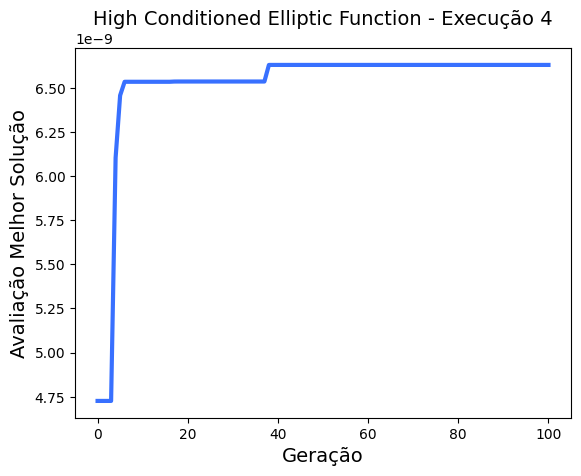 High Conditioned Elliptic Function - Execução 4
1e−9
6.50
6.25
6.00
5.75
5.50
5.25
5.00
4.75
Avaliação Melhor Solução
0 20 40 60 80 100
Geração